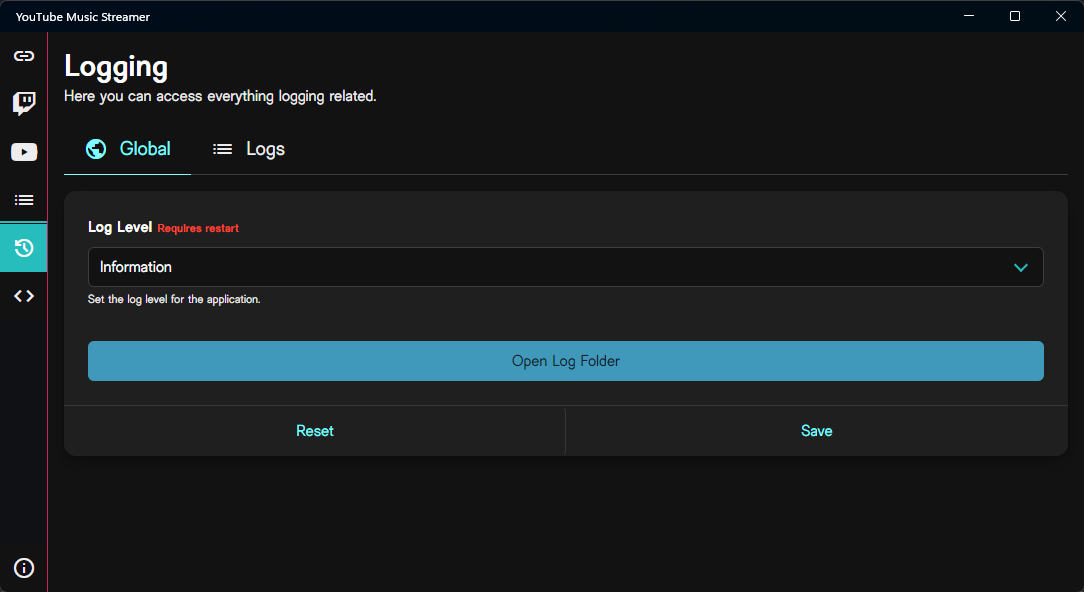 YouTube Music Streamer
Logging
Here you can access everything logging related.
Global
Logs
Log Level Requires restart
Information
Set the log level for the application.
Open Log Folder
Reset
Save